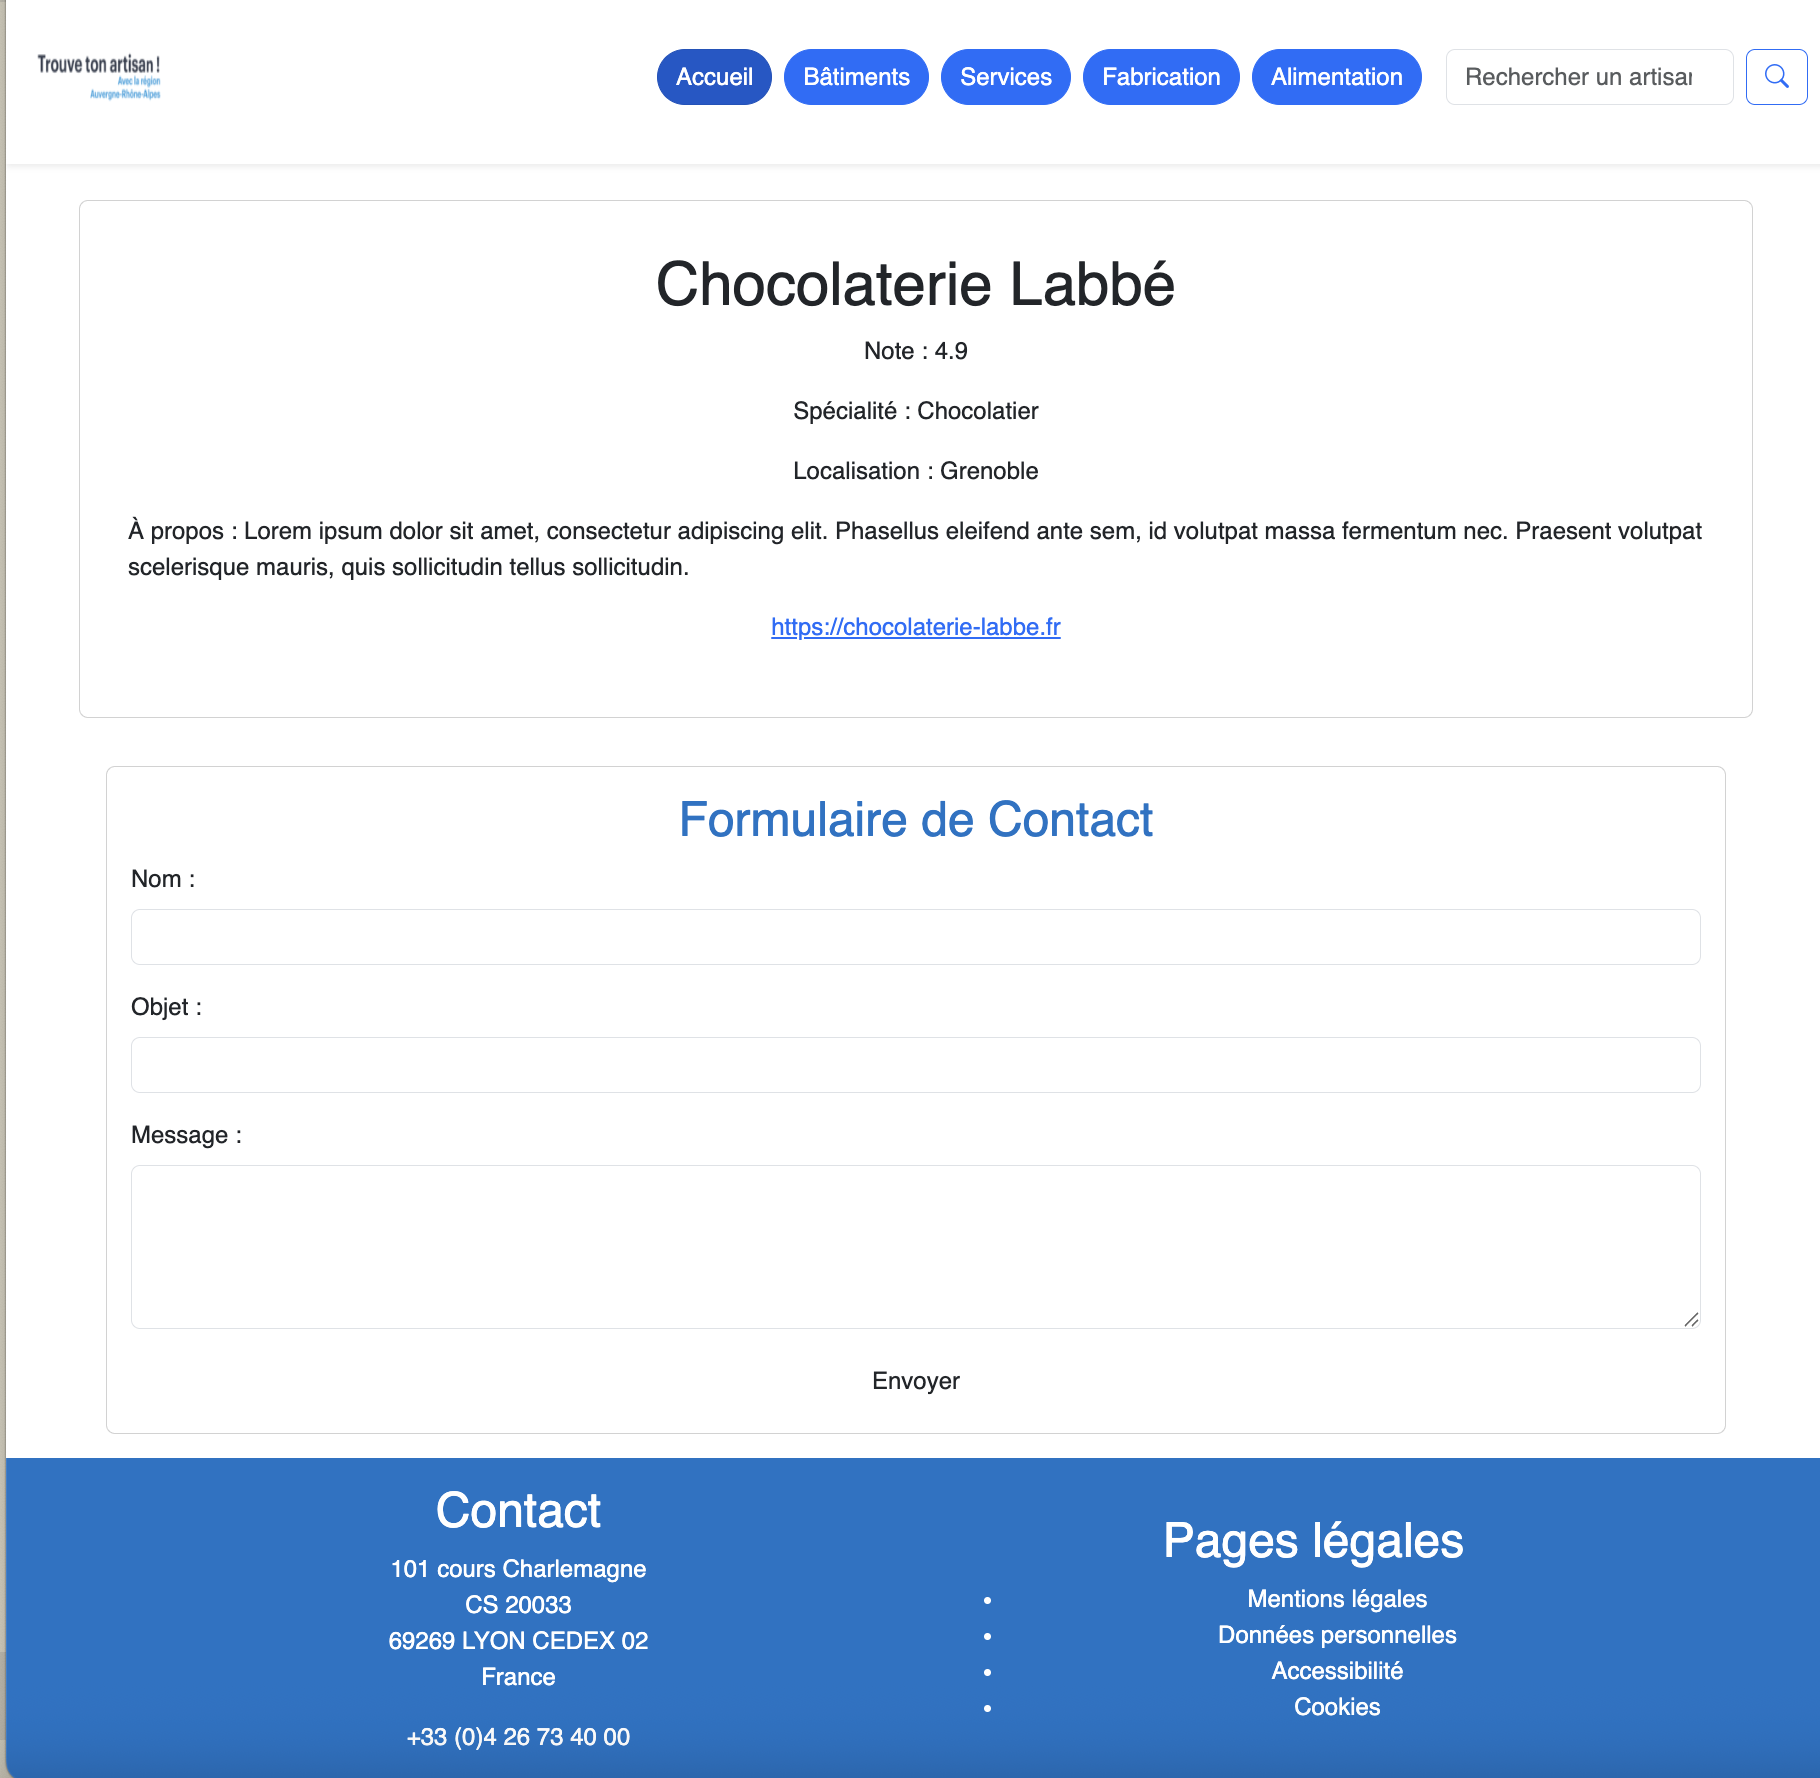 Trouve ton artisan !
Avec la région
Auvergne-Rhône-Alpes
Accueil
Bâtiments
Services
Fabrication
Alimentation
Rechercher un artisan
Chocolaterie Labbé
Note : 4.9
Spécialité : Chocolatier
Localisation : Grenoble
À propos : Lorem ipsum dolor sit amet, consectetur adipiscing elit. Phasellus eleifend ante sem, id volutpat massa fermentum nec. Praesent volutpat
scelerisque mauris, quis sollicitudin tellus sollicitudin.
https://chocolaterie-labbe.fr
Formulaire de Contact
Nom :
Objet :
Message :
Envoyer
Contact
101 cours Charlemagne
CS 20033
69269 LYON CEDEX 02
France
+33 (0)4 26 73 40 00
Pages légales
Mentions légales
Données personnelles
Accessibilité
Cookies